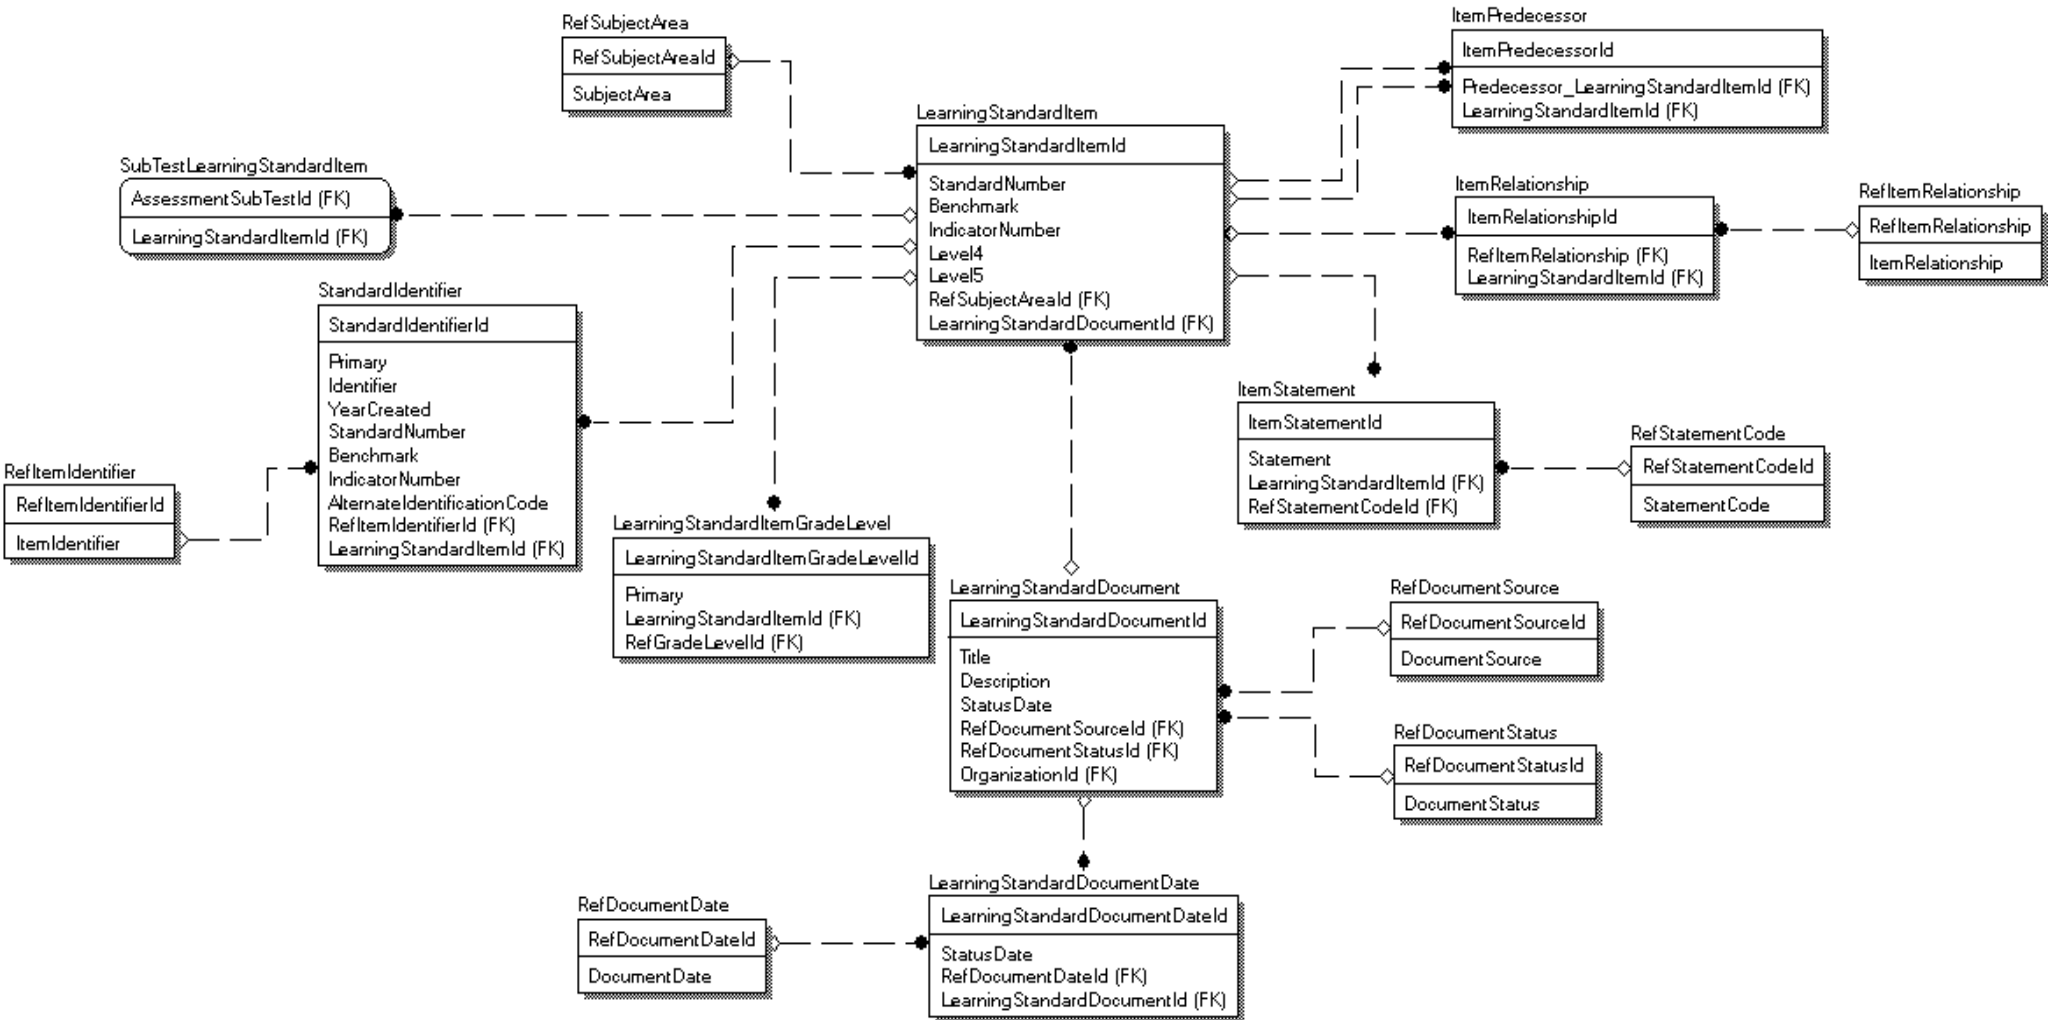 RefSubjectArea
RefSubjectAreaId
SubjectArea
ItemPredecessor
ItemPredecessorId
Predecessor_LearningStandardItemId (FK)
LearningStandardItemId (FK)
LearningStandardItem
LearningStandardItemId
StandardNumber
Benchmark
IndicatorNumber
Level4
Level5
RefSubjectAreaId (FK)
LearningStandardDocumentId (FK)
SubTestLearningStandardItem
AssessmentSubTestId (FK)
LearningStandardItemId (FK)
ItemRelationship
ItemRelationshipId
RefItemRelationship (FK)
LearningStandardItemId (FK)
RefItemRelationship
RefItemRelationship
ItemRelationship
StandardIdentifier
StandardIdentifierId
Primary
Identifier
YearCreated
StandardNumber
Benchmark
IndicatorNumber
AlternateIdentificationCode
RefItemIdentifierId (FK)
LearningStandardItemId (FK)
RefItemIdentifier
RefItemIdentifierId
ItemIdentifier
ItemStatement
ItemStatementId
Statement
LearningStandardItemId (FK)
RefStatementCodeId (FK)
RefStatementCode
RefStatementCodeId
StatementCode
LearningStandardItemGradeLevel
LearningStandardItemGradeLevelId
Primary
LearningStandardItemId (FK)
RefGradeLevelId (FK)
LearningStandardDocument
LearningStandardDocumentId
Title
Description
StatusDate
RefDocumentSourceId (FK)
RefDocumentStatusId (FK)
OrganizationId (FK)
RefDocumentSource
RefDocumentSourceId
DocumentSource
RefDocumentStatus
RefDocumentStatusId
DocumentStatus
LearningStandardDocumentDate
LearningStandardDocumentDateId
StatusDate
RefDocumentDateId (FK)
LearningStandardDocumentId (FK)
RefDocumentDate
RefDocumentDateId
DocumentDate